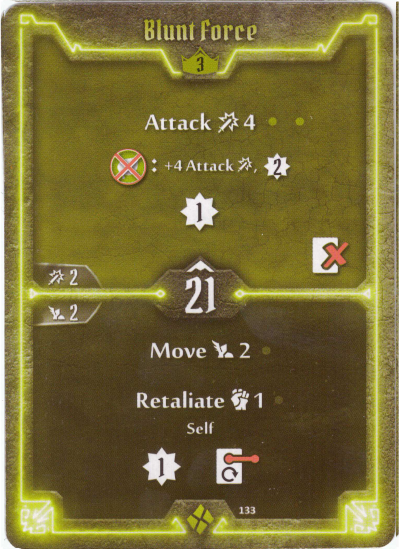 Blunt Force
3
Attack 4
: +4 Attack , 2
1
2
21
2
Move 2
Retaliate 1
Self
1
133